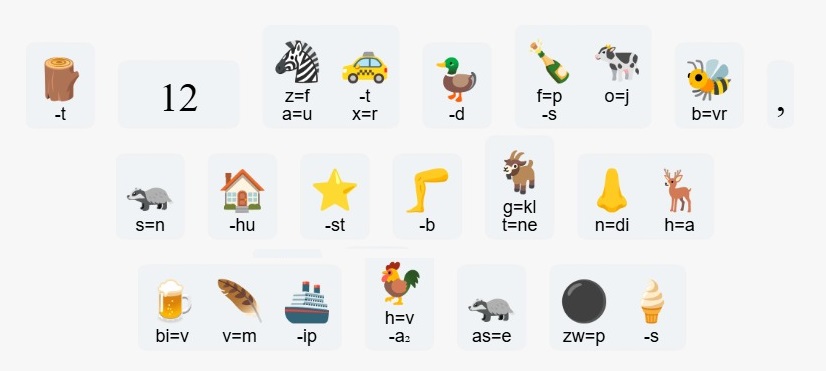 -t 12 z=f a=u -t x=r -d f=p -s o=j b=vr ,
s=n -hu -st -b g=kl t=ne n=di h=a
bi=v v=m -ip h=v -a₂ as=e zw=p -s